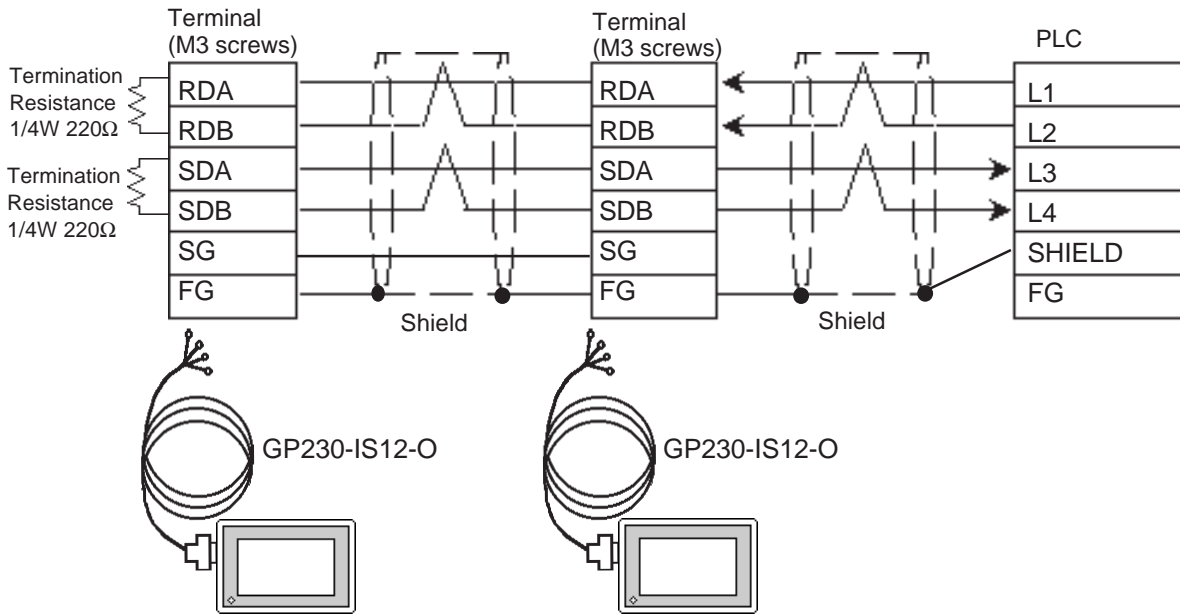 Terminal
(M3 screws)
Terminal
(M3 screws)
PLC
Termination
Resistance
1/4W 220Ω
Termination
Resistance
1/4W 220Ω
RDA
RDB
SDA
SDB
SG
FG
RDA
RDB
SDA
SDB
SG
FG
L1
L2
L3
L4
SHIELD
FG
Shield
Shield
GP230-IS12-O
GP230-IS12-O